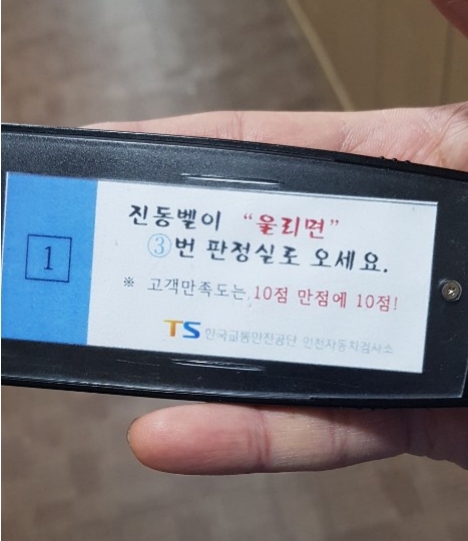 1
진동벨이 “울리면”
③번 판정실로 오세요.
※ 고객만족도는 10점 만점에 10점!
TS 한국교통안전공단 인천자동차검사소